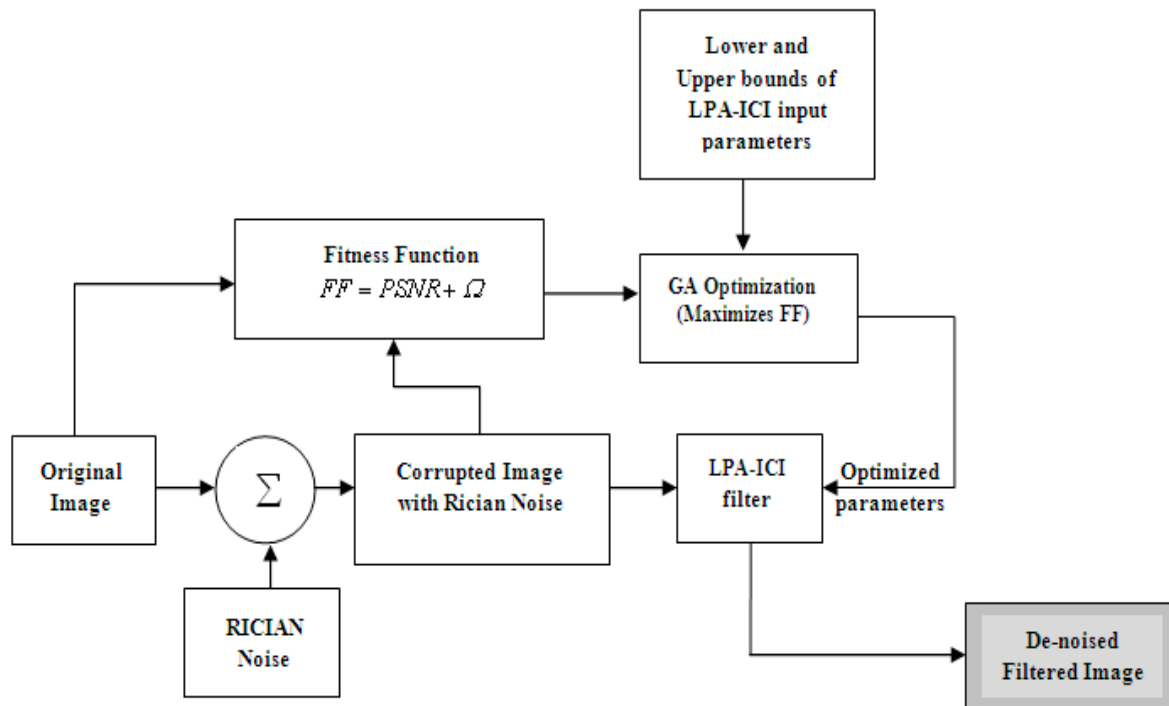 Lower and
Upper bounds of
LPA-ICI input
parameters
Fitness Function
FF = PSNR + Ω
GA Optimization
(Maximizes FF)
Original
Image
Σ
Corrupted Image
with Rician Noise
LPA-ICI
filter
Optimized
parameters
RICIAN
Noise
De-noised
Filtered Image